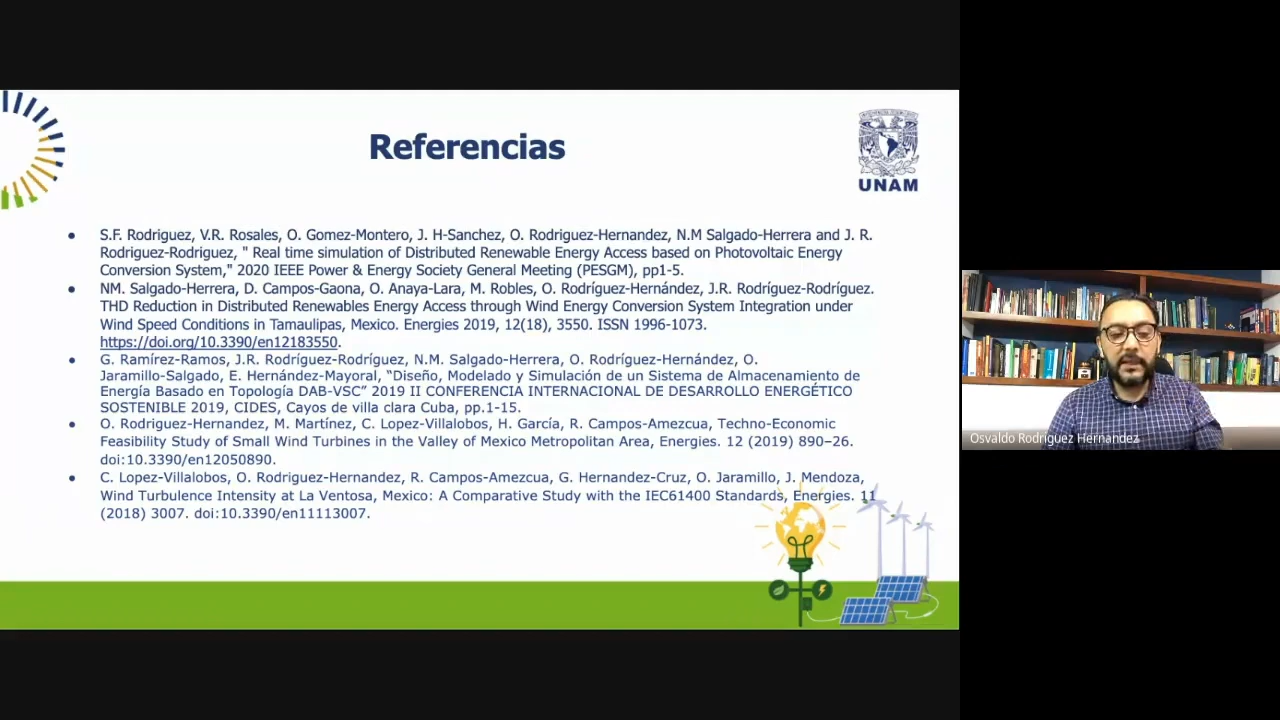 Referencias
UNAM
● S.F. Rodriguez, V.R. Rosales, O. Gomez-Montero, J. H-Sanchez, O. Rodriguez-Hernandez, N.M Salgado-Herrera and J. R.
Rodriguez-Rodriguez, " Real time simulation of Distributed Renewable Energy Access based on Photovoltaic Energy
Conversion System," 2020 IEEE Power & Energy Society General Meeting (PESGM), pp1-5.
● NM. Salgado-Herrera, D. Campos-Gaona, O. Anaya-Lara, M. Robles, O. Rodríguez-Hernández, J.R. Rodríguez-Rodríguez.
THD Reduction in Distributed Renewables Energy Access through Wind Energy Conversion System Integration under
Wind Speed Conditions in Tamaulipas, Mexico. Energies 2019, 12(18), 3550. ISSN 1996-1073.
https://doi.org/10.3390/en12183550.
● G. Ramírez-Ramos, J.R. Rodríguez-Rodríguez, N.M. Salgado-Herrera, O. Rodríguez-Hernández, O.
Jaramillo-Salgado, E. Hernández-Mayoral, “Diseño, Modelado y Simulación de un Sistema de Almacenamiento de
Energía Basado en Topología DAB-VSC” 2019 II CONFERENCIA INTERNACIONAL DE DESARROLLO ENERGÉTICO
SOSTENIBLE 2019, CIDES, Cayos de villa clara Cuba, pp.1-15.
● O. Rodriguez-Hernandez, M. Martínez, C. Lopez-Villalobos, H. García, R. Campos-Amezcua, Techno-Economic
Feasibility Study of Small Wind Turbines in the Valley of Mexico Metropolitan Area, Energies. 12 (2019) 890–26.
doi:10.3390/en12050890.
● C. Lopez-Villalobos, O. Rodriguez-Hernandez, R. Campos-Amezcua, G. Hernandez-Cruz, O. Jaramillo, J. Mendoza,
Wind Turbulence Intensity at La Ventosa, Mexico: A Comparative Study with the IEC61400 Standards, Energies. 11
(2018) 3007. doi:10.3390/en11113007.
Osvaldo Rodriguez Hernandez